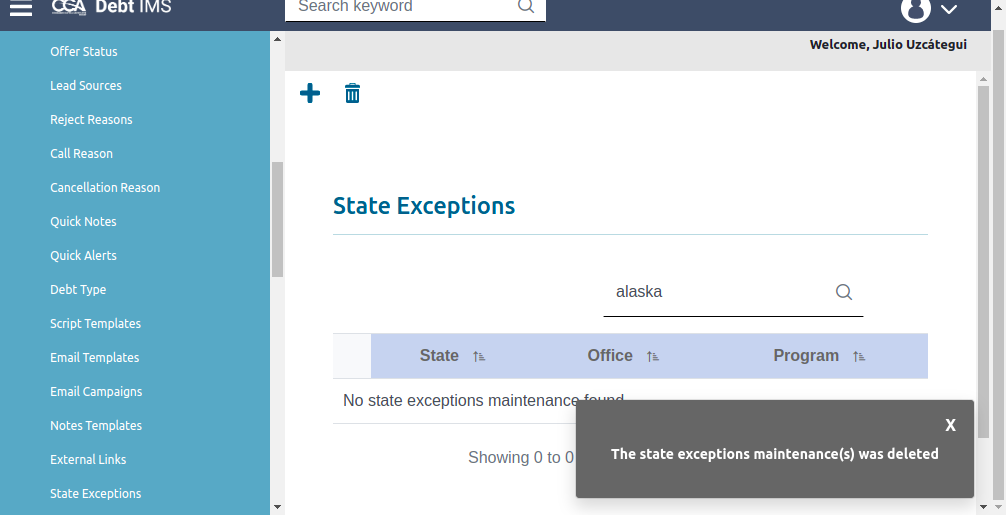 CCA Debt IMS
Search keyword
Welcome, Julio Uzcátegui
Offer Status
Lead Sources
Reject Reasons
Call Reason
Cancellation Reason
Quick Notes
Quick Alerts
Debt Type
Script Templates
Email Templates
Email Campaigns
Notes Templates
External Links
State Exceptions
State Exceptions
alaska
State Office Program
No state exceptions maintenance found
Showing 0 to 0
X
The state exceptions maintenance(s) was deleted